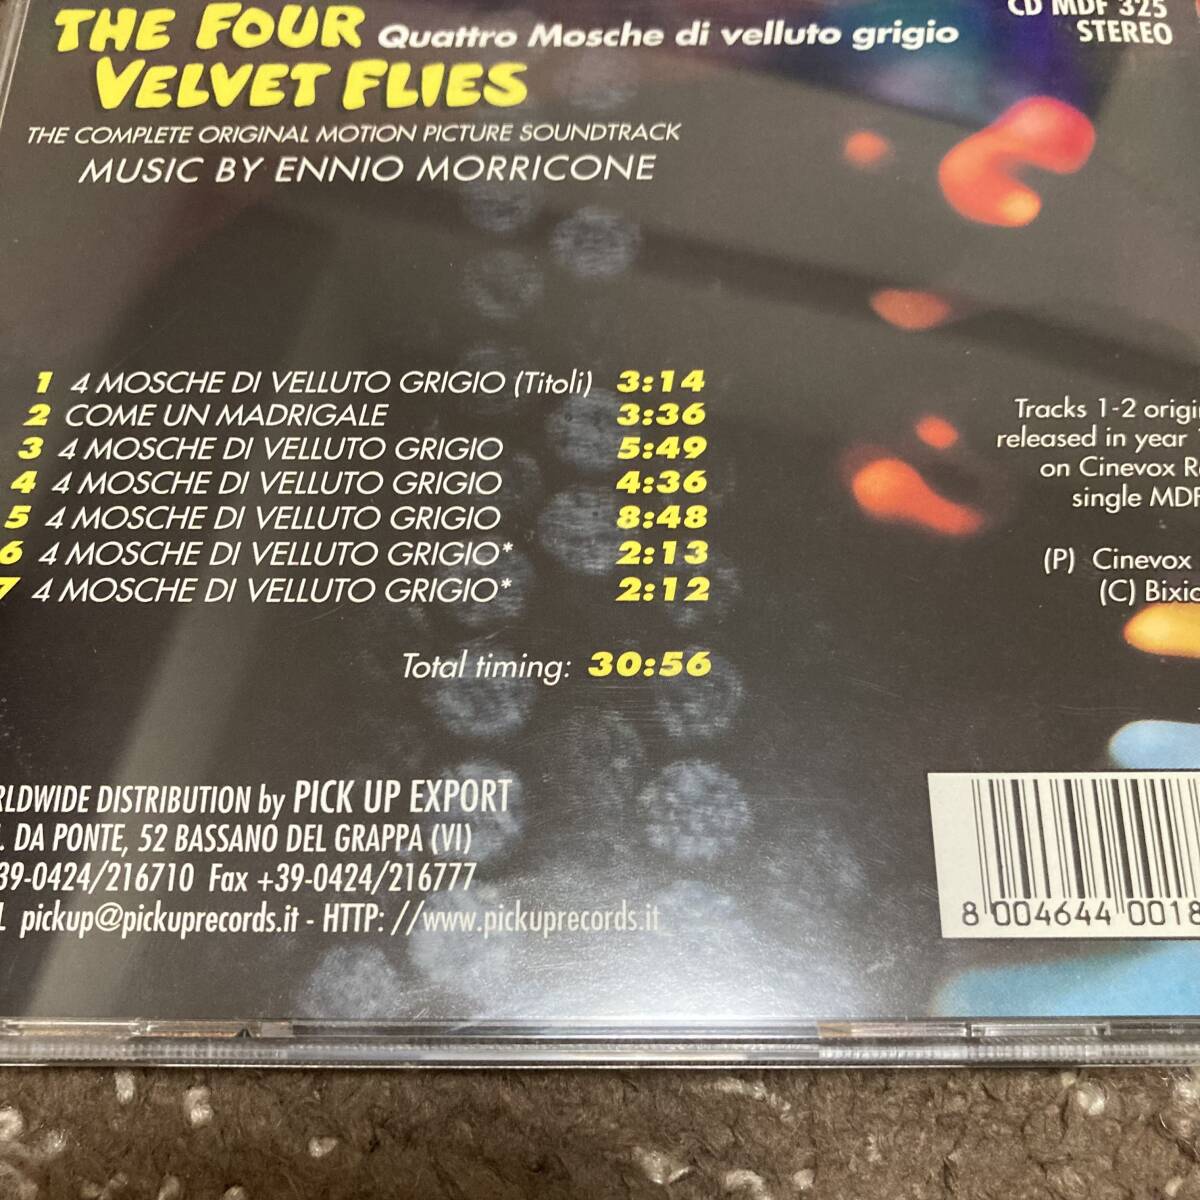 THE FOUR Quattro Mosche di velluto grigio
VELVET FLIES
CD MDF 325
STEREO
THE COMPLETE ORIGINAL MOTION PICTURE SOUNDTRACK
MUSIC BY ENNIO MORRICONE
1 4 MOSCHE DI VELLUTO GRIGIO (Titoli) 3:14
2 COME UN MADRIGALE 3:36
3 4 MOSCHE DI VELLUTO GRIGIO 5:49
4 4 MOSCHE DI VELLUTO GRIGIO 4:36
5 4 MOSCHE DI VELLUTO GRIGIO 8:48
6 4 MOSCHE DI VELLUTO GRIGIO* 2:13
7 4 MOSCHE DI VELLUTO GRIGIO* 2:12
Total timing: 30:56
Tracks 1-2
released in year
on Cinevox
single MDF
(P) Cinevox
(C)
DISTRIBUTION by PICK UP EXPORT
DA PONTE, 52 BASSANO DEL GRAPPA (VI)
39-0424/216710 Fax +39-0424/216777
pickup@pickuprecords.it - HTTP: //www.pickuprecords.it
8 004644 0018